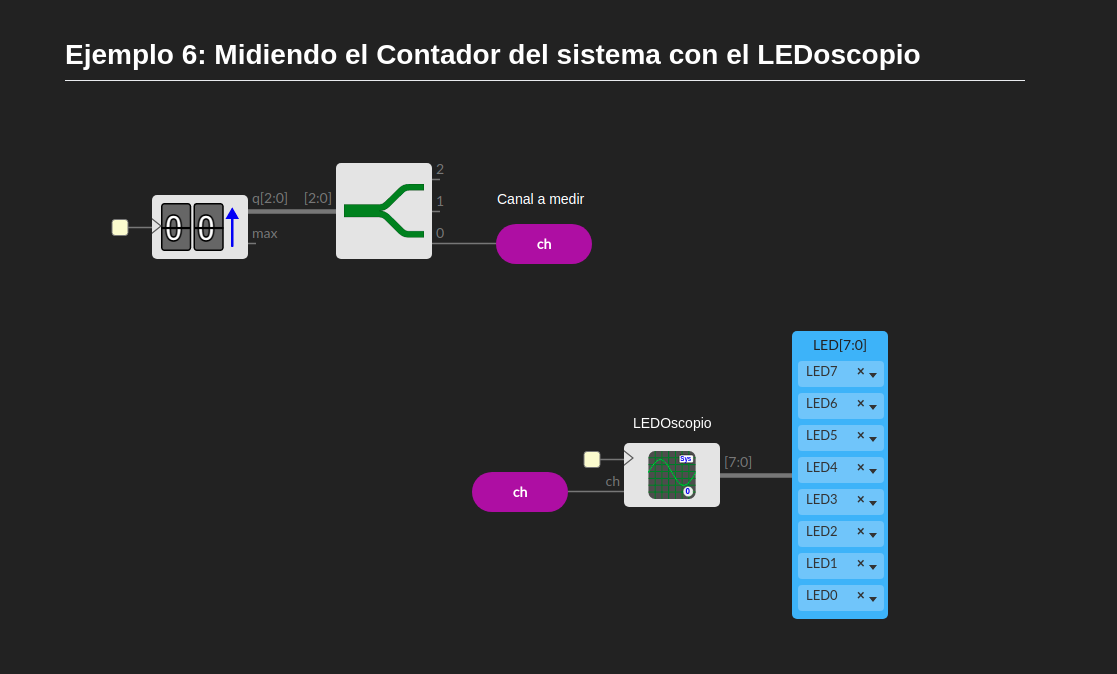 Ejemplo 6: Midiendo el Contador del sistema con el LEDoscopio
2
q[2:0] [2:0]
1
Canal a medir
0 0
max
0
ch
LED[7:0]
LED7 ×
LED6 ×
LEDOscopio
LED5 ×
Sys
[7:0]
LED4 ×
ch
ch
0
LED3 ×
LED2 ×
LED1 ×
LED0 ×